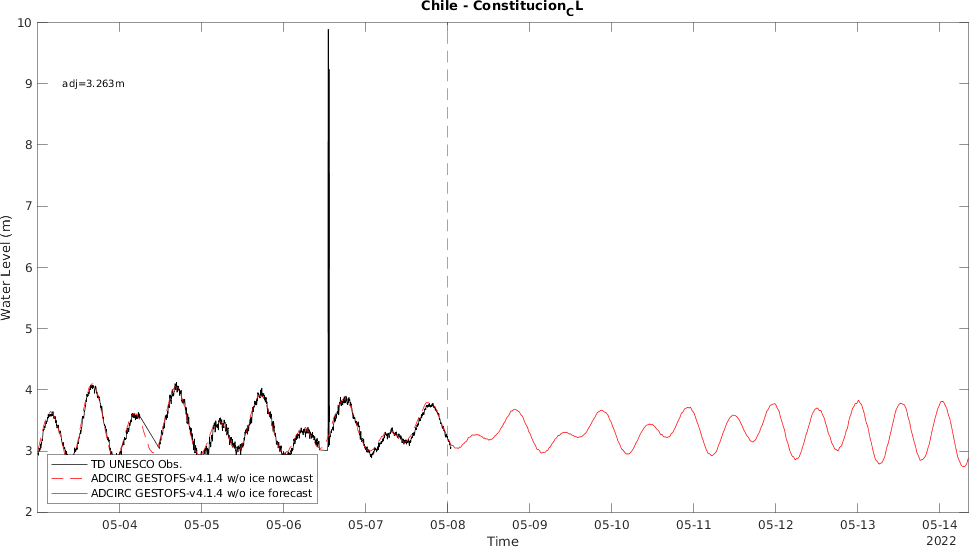 Chile - Constitucion_CL
10
adj=3.263m
9
8
7
6
5
4
3
2
Water Level (m)
TD UNESCO Obs.
ADCIRC GESTOFS-v4.1.4 w/o ice nowcast
ADCIRC GESTOFS-v4.1.4 w/o ice forecast
05-04 05-05 05-06 05-07 05-08 05-09 05-10 05-11 05-12 05-13 05-14
Time
2022